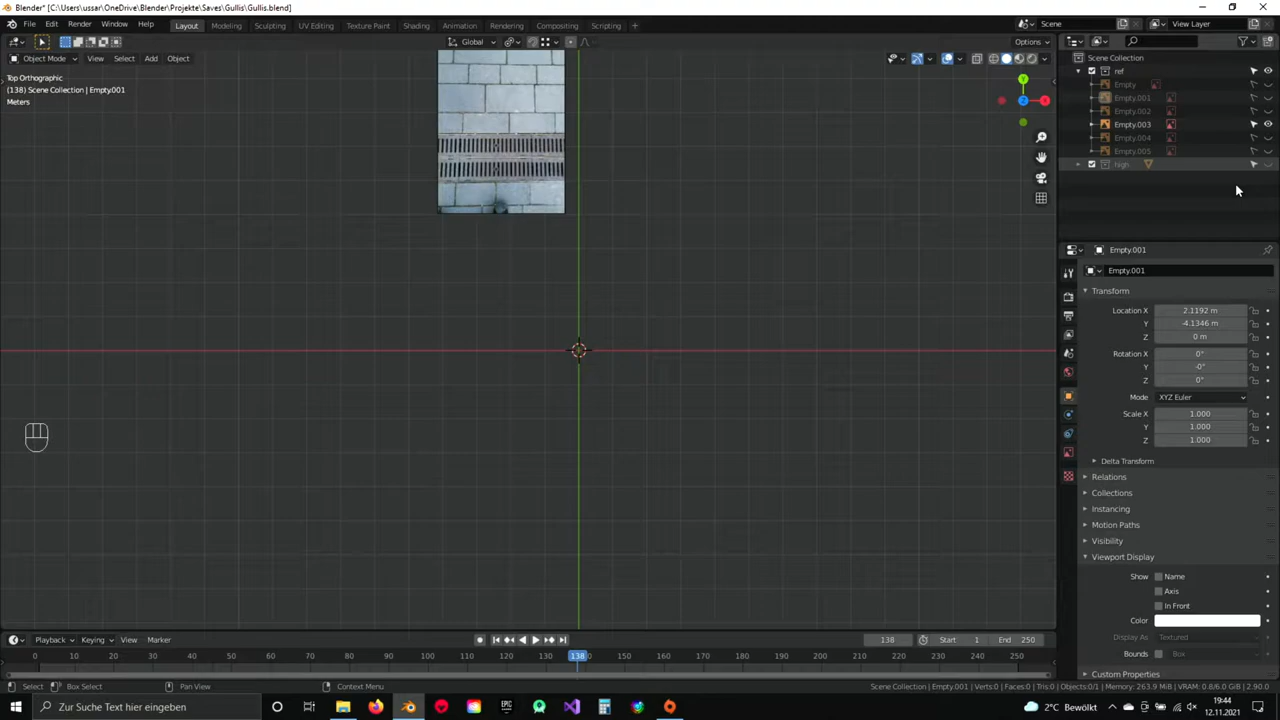 Blender* [C:\Users\ussar\OneDrive\Blender\Projekte\Saves\Gullis\Gullis.blend]
File Edit Render Window Help Layout Modeling Sculpting UV Editing Texture Paint Shading Animation Rendering Compositing Scripting + Scene View Layer
Global Options
Object Mode View Select Add Object
Top Orthographic
(138) Scene Collection | Empty.001
Meters
Y
Z
X
Scene Collection
ref
Empty
Empty.001
Empty.002
Empty.003
Empty.004
Empty.005
high
Empty.001
Empty.001
Transform
Location X 2.1192 m
Y -4.1346 m
Z 0 m
Rotation X 0°
Y -0°
Z 0°
Mode XYZ Euler
Scale X 1.000
Y 1.000
Z 1.000
Delta Transform
Relations
Collections
Instancing
Motion Paths
Visibility
Viewport Display
Show Name
Axis
In Front
Color
Display As Textured
Bounds Box
Custom Properties
Playback Keying View Marker 138 Start 1 End 250
0 10 20 30 40 50 60 70 80 90 100 110 120 130 138 150 160 170 180 190 200 210 220 230 240 250
Select Box Select Pan View Context Menu Scene Collection | Empty.001 | Verts:0 | Faces:0 | Tris:0 | Objects:0/1 | Memory: 263.9 MiB | VRAM: 0.8/6.0 GiB | 2.90.0
Zur Suche Text hier eingeben EPIC 2°C Bewölkt 19:44
12.11.2021